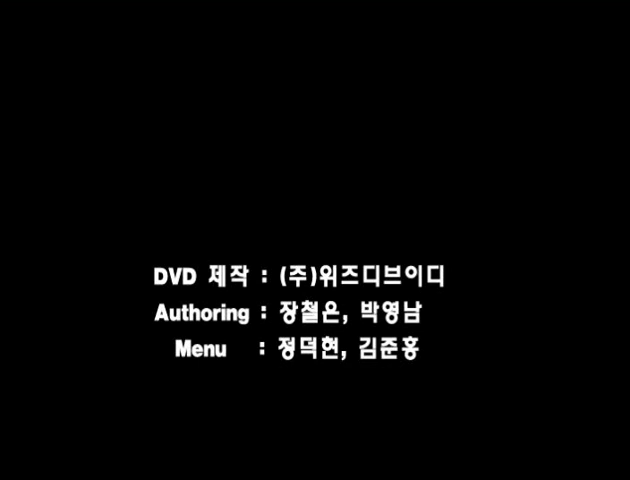 DVD 제작 : (주)위즈디브이디
Authoring : 장철은, 박영남
Menu : 정덕현, 김준홍